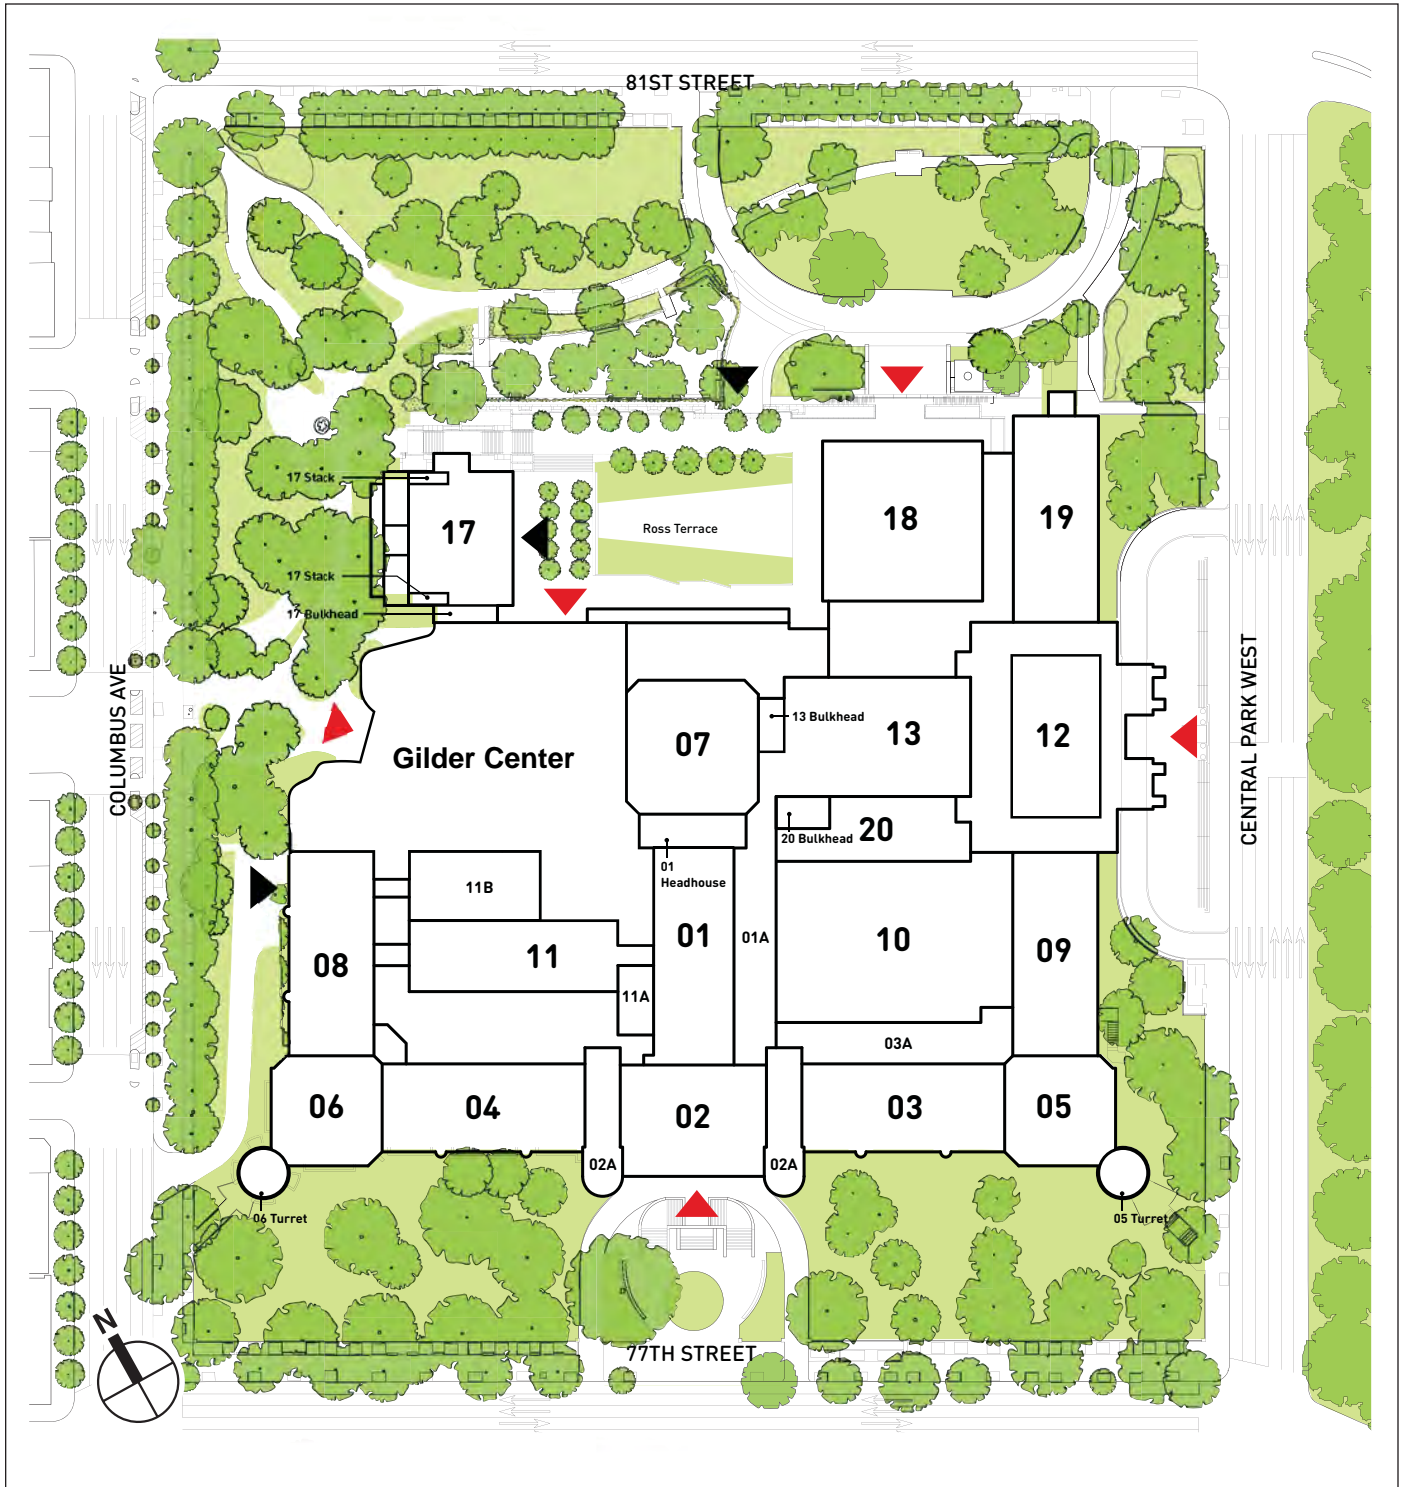 81ST STREET
17 Stack
17
18
19
Ross Terrace
17 Stack
17 Bulkhead
COLUMBUS AVE
CENTRAL PARK WEST
13 Bulkhead
07
13
12
Gilder Center
20 Bulkhead
20
01
Headhouse
11B
08
11
01
01A
10
09
11A
03A
06
04
02
03
05
02A
02A
06 Turret
05 Turret
N
77TH STREET